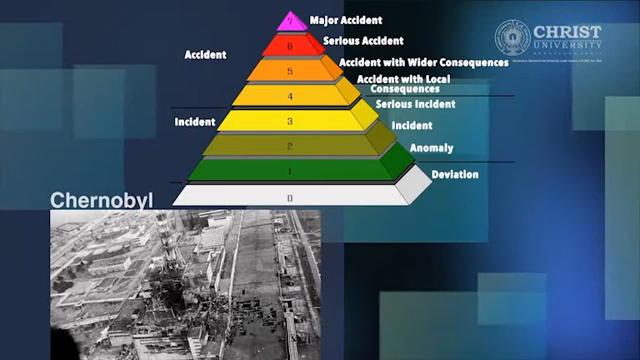 7
Major Accident
CHRIST
UNIVERSITY
6
Serious Accident
Accident
5
Accident with Wider Consequences
4
Accident with Local
Consequences
Incident
3
Serious Incident
2
Incident
1
Anomaly
0
Deviation
Chernobyl